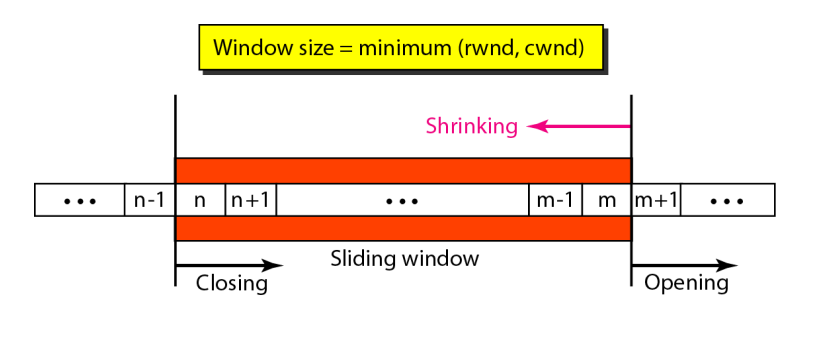 Window size = minimum (rwnd, cwnd)
Shrinking
••• n-1 n n+1 ••• m-1 m m+1 •••
Sliding window
Closing
Opening